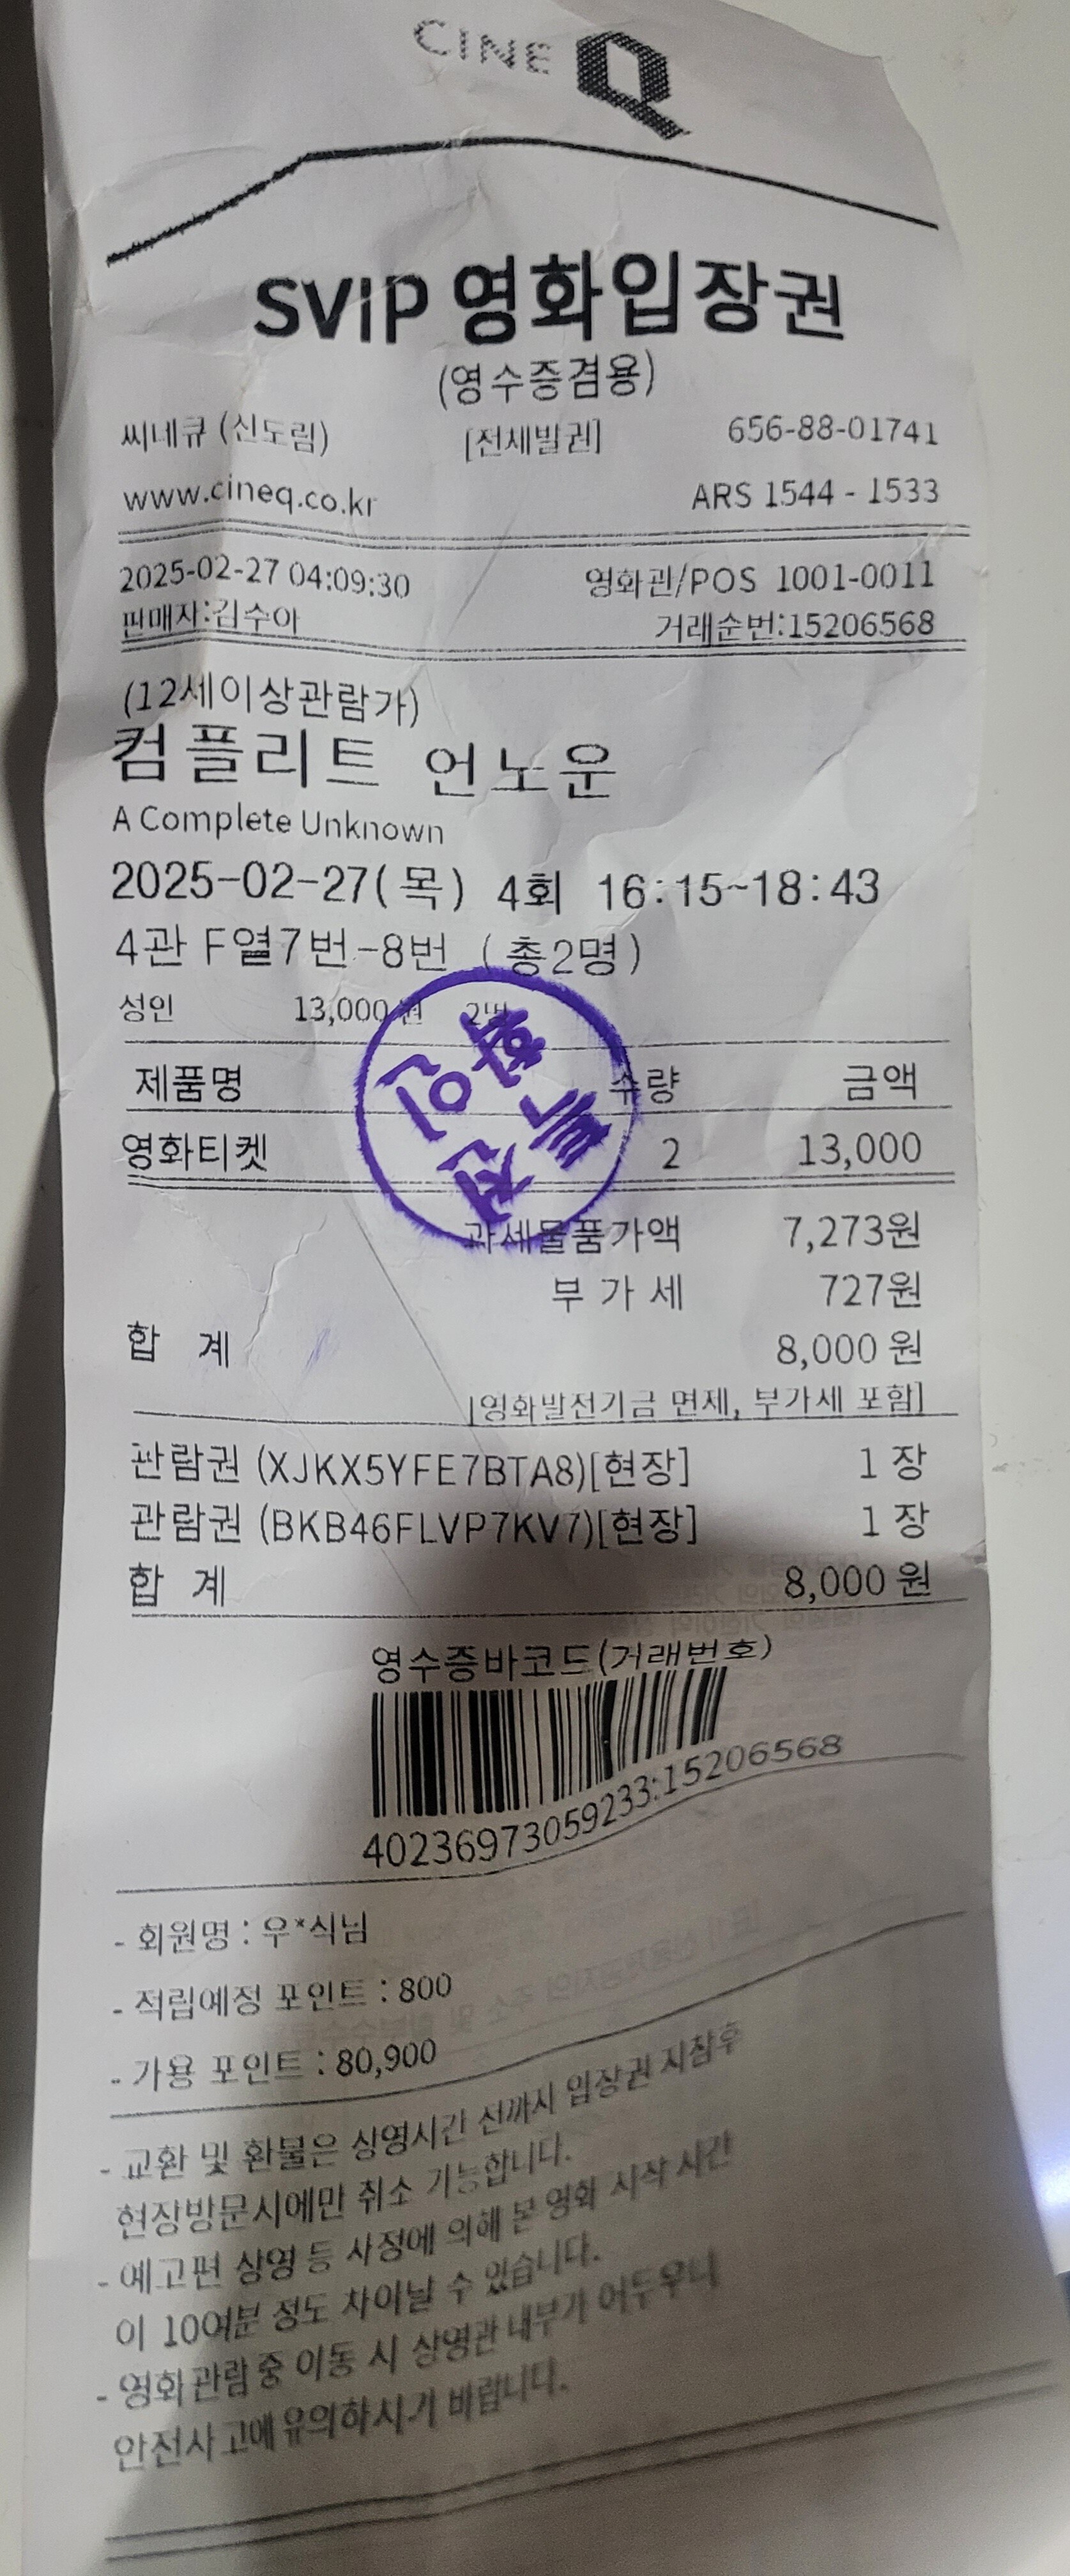 CINE Q
SVIP 영화입장권
(영수증겸용)
씨네큐 (신도림) [전세발권] 656-88-01741
www.cineq.co.kr ARS 1544 - 1533
2025-02-27 04:09:30 영화관/POS 1001-0011
판매자:김수아 거래순번:15206568
(12세이상관람가)
컴플리트 언노운
A Complete Unknown
2025-02-27(목) 4회 16:15~18:43
4관 F열7번-8번 (총2명)
성인 13,000원 2명
제품명 수량 금액
영화티켓 2 13,000
특전
확인
과세물품가액 7,273원
부 가 세 727원
합 계 8,000 원
[영화발전기금 면제, 부가세 포함]
관람권 (XJKX5YFE7BTA8)[현장] 1 장
관람권 (BKB46FLVP7KV7)[현장] 1 장
합 계 8,000 원
영수증바코드(거래번호)
40236973059233:15206568
- 회원명 : 우*식님
- 적립예정 포인트 : 800
- 가용 포인트 : 80,900
- 교환 및 환불은 상영시간 전까지 입장권 지참후
현장방문시에만 취소 가능합니다.
- 예고편 상영 등 사정에 의해 본 영화 시작 시간
이 10여분 정도 차이날 수 있습니다.
- 영화관람 중 이동 시 상영관 내부가 어두우니
안전사고에 유의하시기 바랍니다.